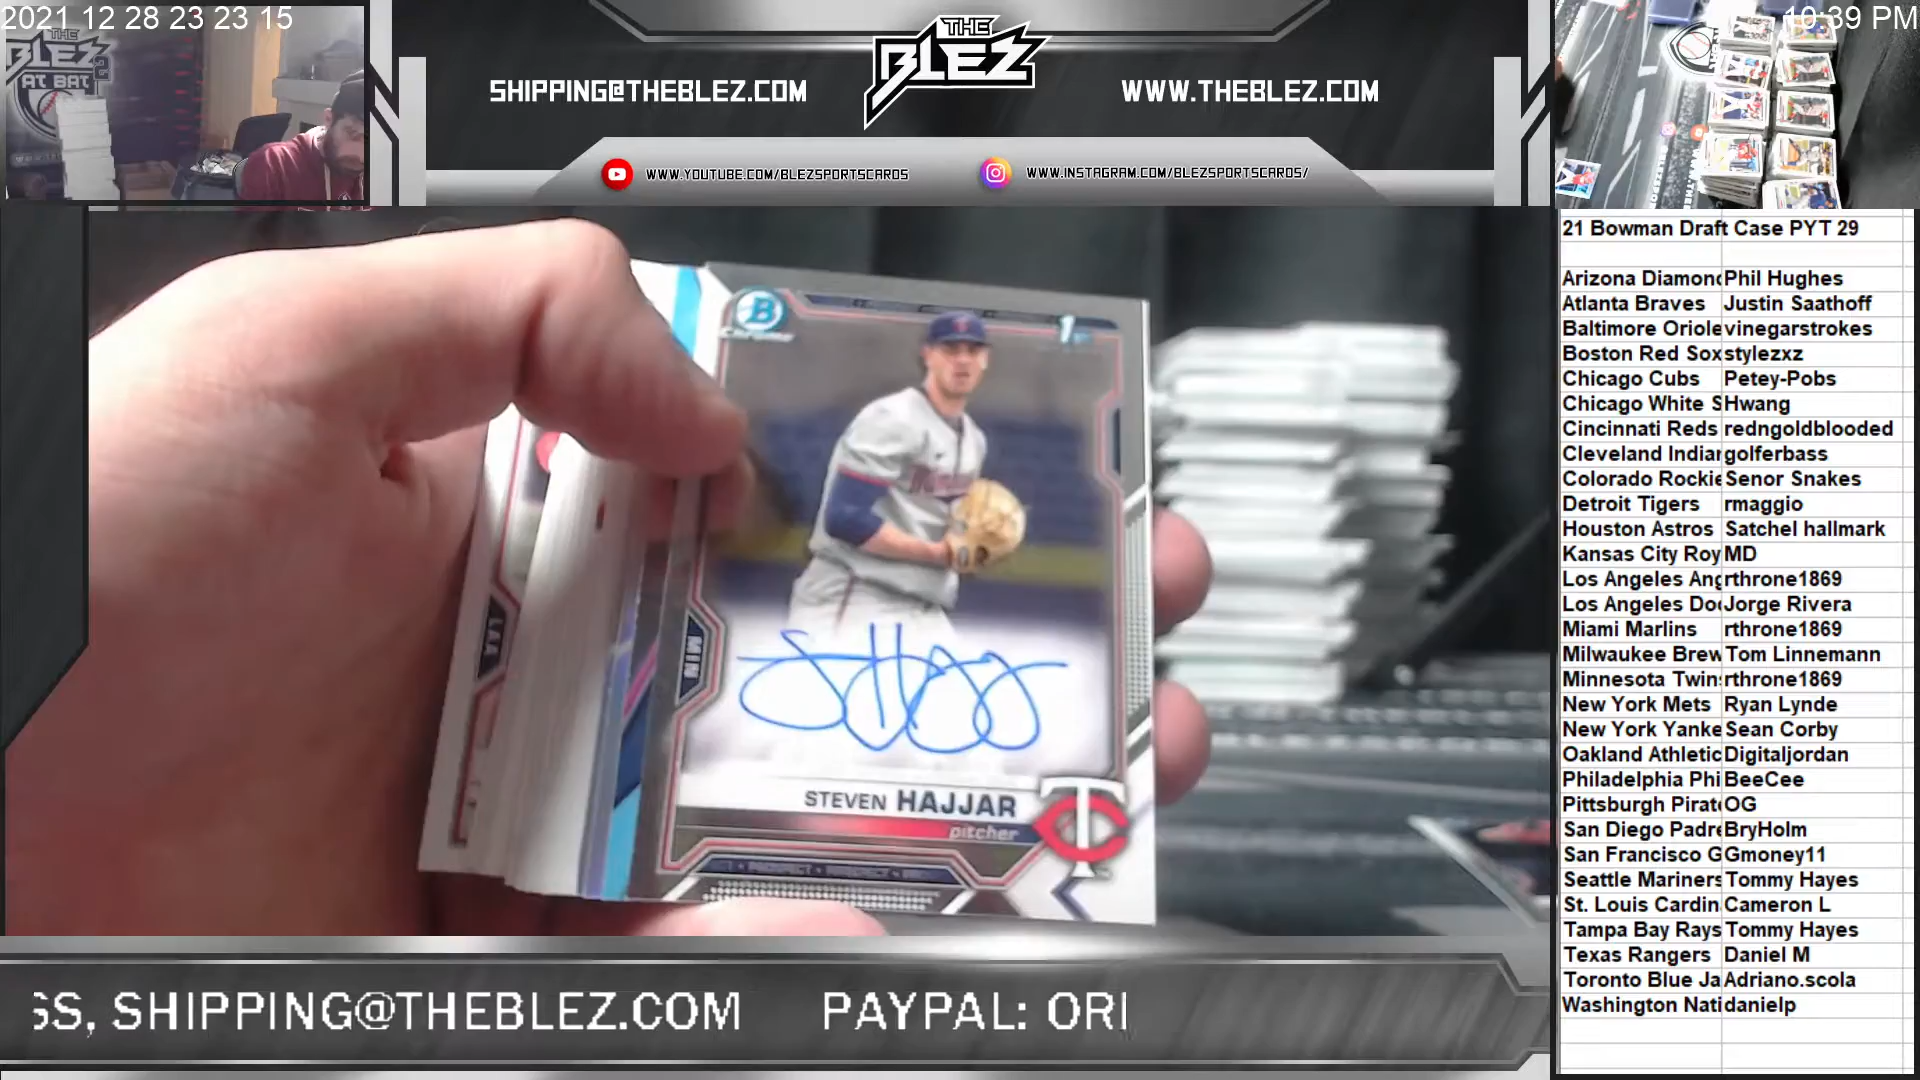 2021 12 28 23 23 15
THE
BLEZ
AT BAT
SHIPPING@THEBLEZ.COM
THE
BLEZ
WWW.THEBLEZ.COM
WWW.YOUTUBE.COM/BLEZSPORTSCARDS
WWW.INSTAGRAM.COM/BLEZSPORTSCARDS/
10:39 PM
B
Chrome
1st
MIN
LAA
STEVEN HAJJAR
pitcher
PROSPECT
TC
21 Bowman Draft Case PYT 29
Arizona Diamond Phil Hughes
Atlanta Braves Justin Saathoff
Baltimore Oriole vinegarstrokes
Boston Red Sox stylezxz
Chicago Cubs Petey-Pobs
Chicago White S Hwang
Cincinnati Reds redngoldblooded
Cleveland Indian golferbass
Colorado Rockie Senor Snakes
Detroit Tigers rmaggio
Houston Astros Satchel hallmark
Kansas City Roy MD
Los Angeles Ang rthrone1869
Los Angeles Do Jorge Rivera
Miami Marlins rthrone1869
Milwaukee Brew Tom Linnemann
Minnesota Twins rthrone1869
New York Mets Ryan Lynde
New York Yanke Sean Corby
Oakland Athletic Digitaljordan
Philadelphia Phi BeeCee
Pittsburgh Pirat OG
San Diego Padre BryHolm
San Francisco G Gmoney11
Seattle Mariners Tommy Hayes
St. Louis Cardin Cameron L
Tampa Bay Rays Tommy Hayes
Texas Rangers Daniel M
Toronto Blue Ja Adriano.scola
Washington Nati danielp
SS, SHIPPING@THEBLEZ.COM PAYPAL: ORI